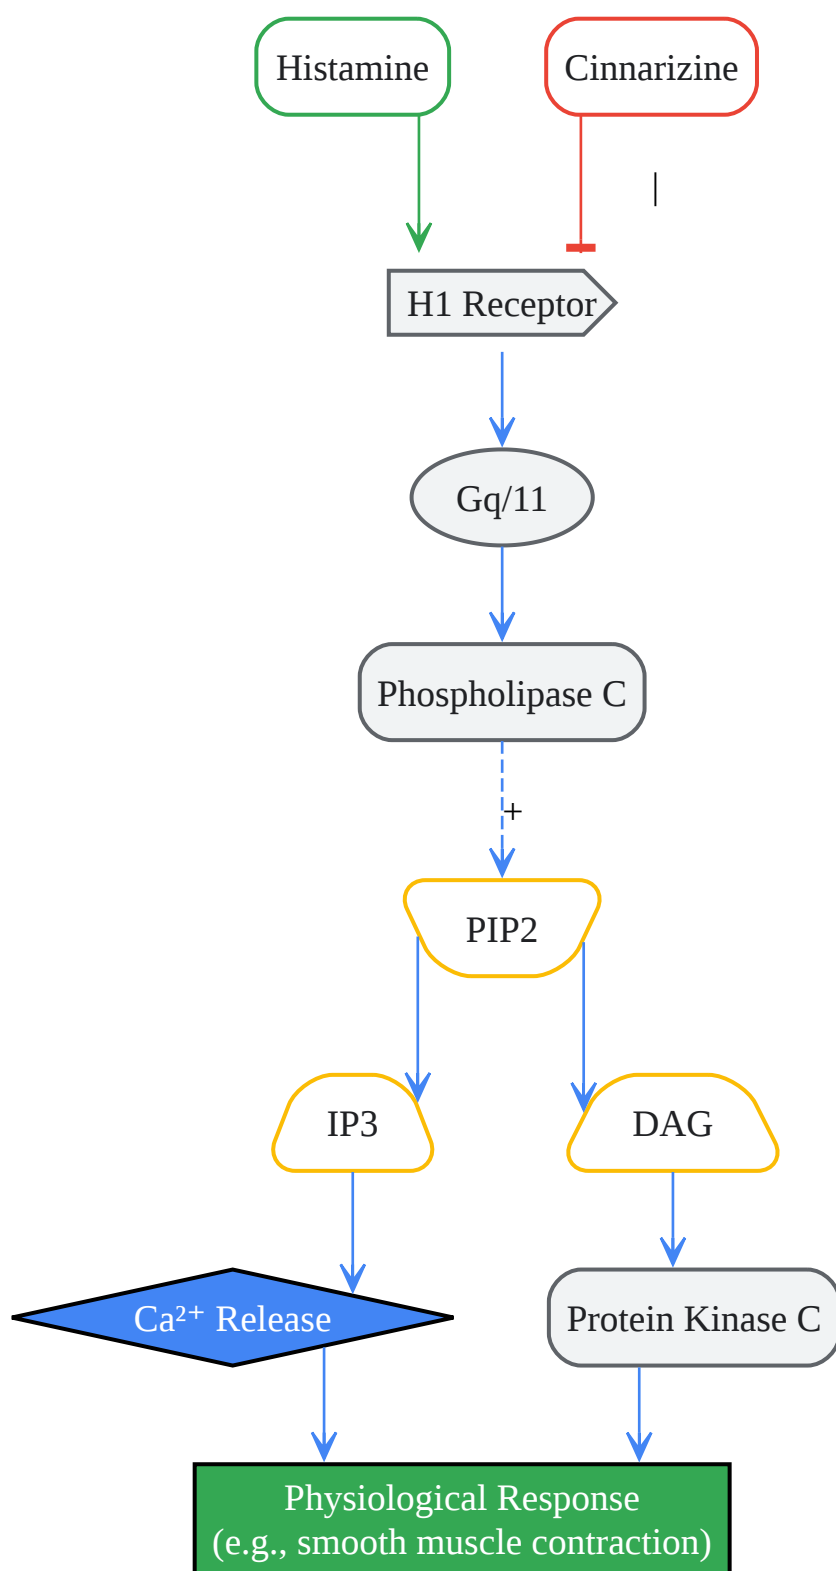 Histamine
Cinnarizine
|
H1 Receptor
Gq/11
Phospholipase C
+
PIP2
IP3
DAG
Ca²⁺ Release
Protein Kinase C
Physiological Response
(e.g., smooth muscle contraction)